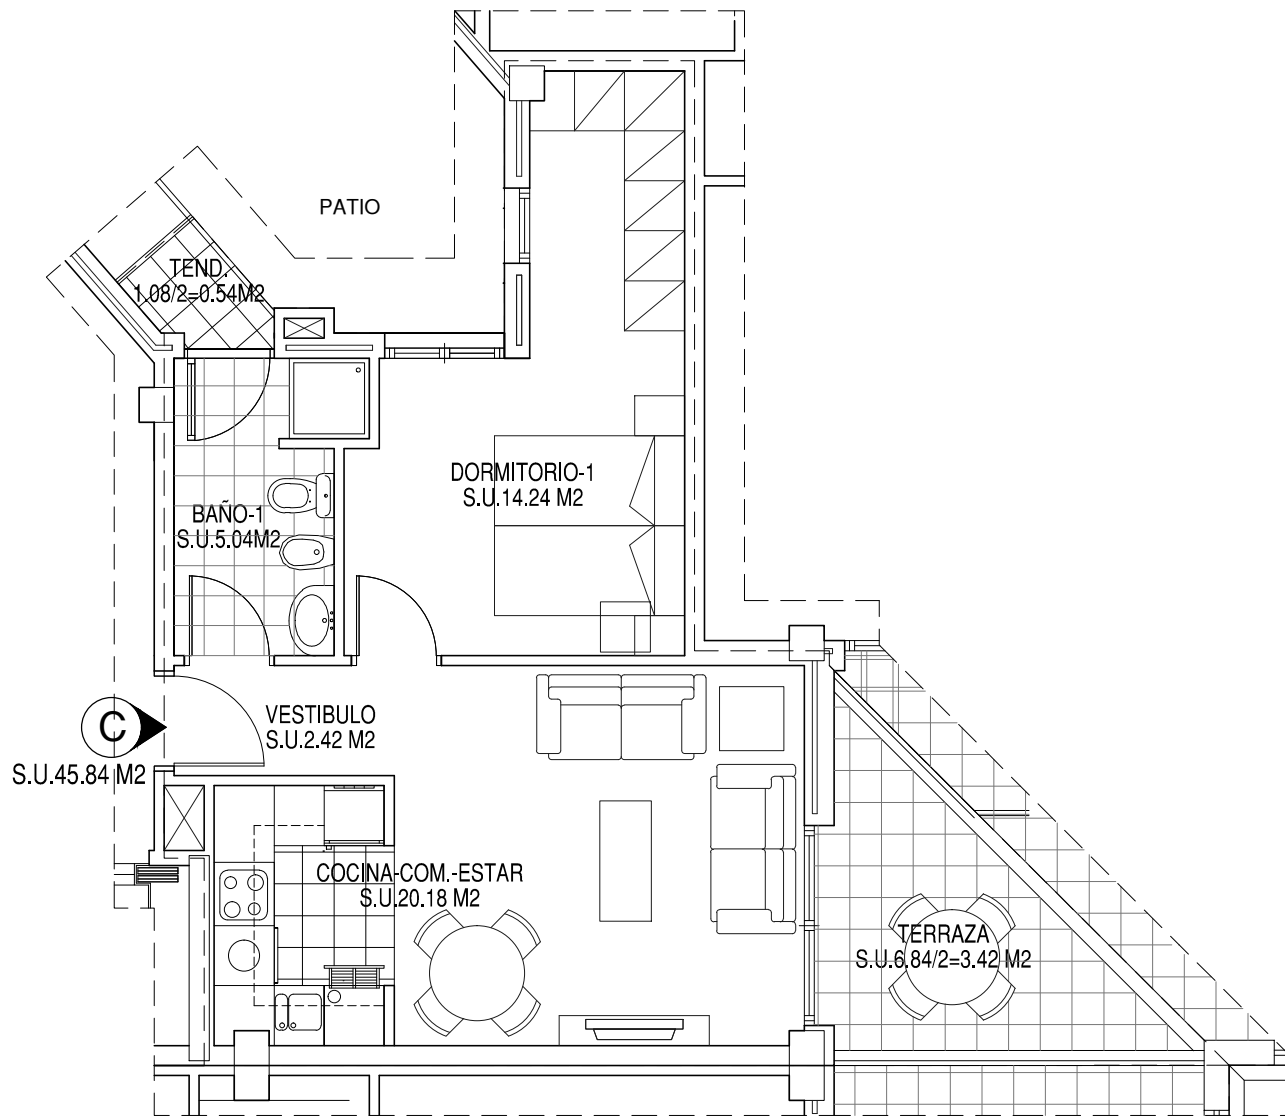 PATIO
TEND.
1.08/2=0.54M2
DORMITORIO-1
S.U.14.24 M2
BAÑO-1
S.U.5.04M2
VESTIBULO
S.U.2.42 M2
C
S.U.45.84 M2
COCINA-COM.-ESTAR
S.U.20.18 M2
TERRAZA
S.U.6.84/2=3.42 M2